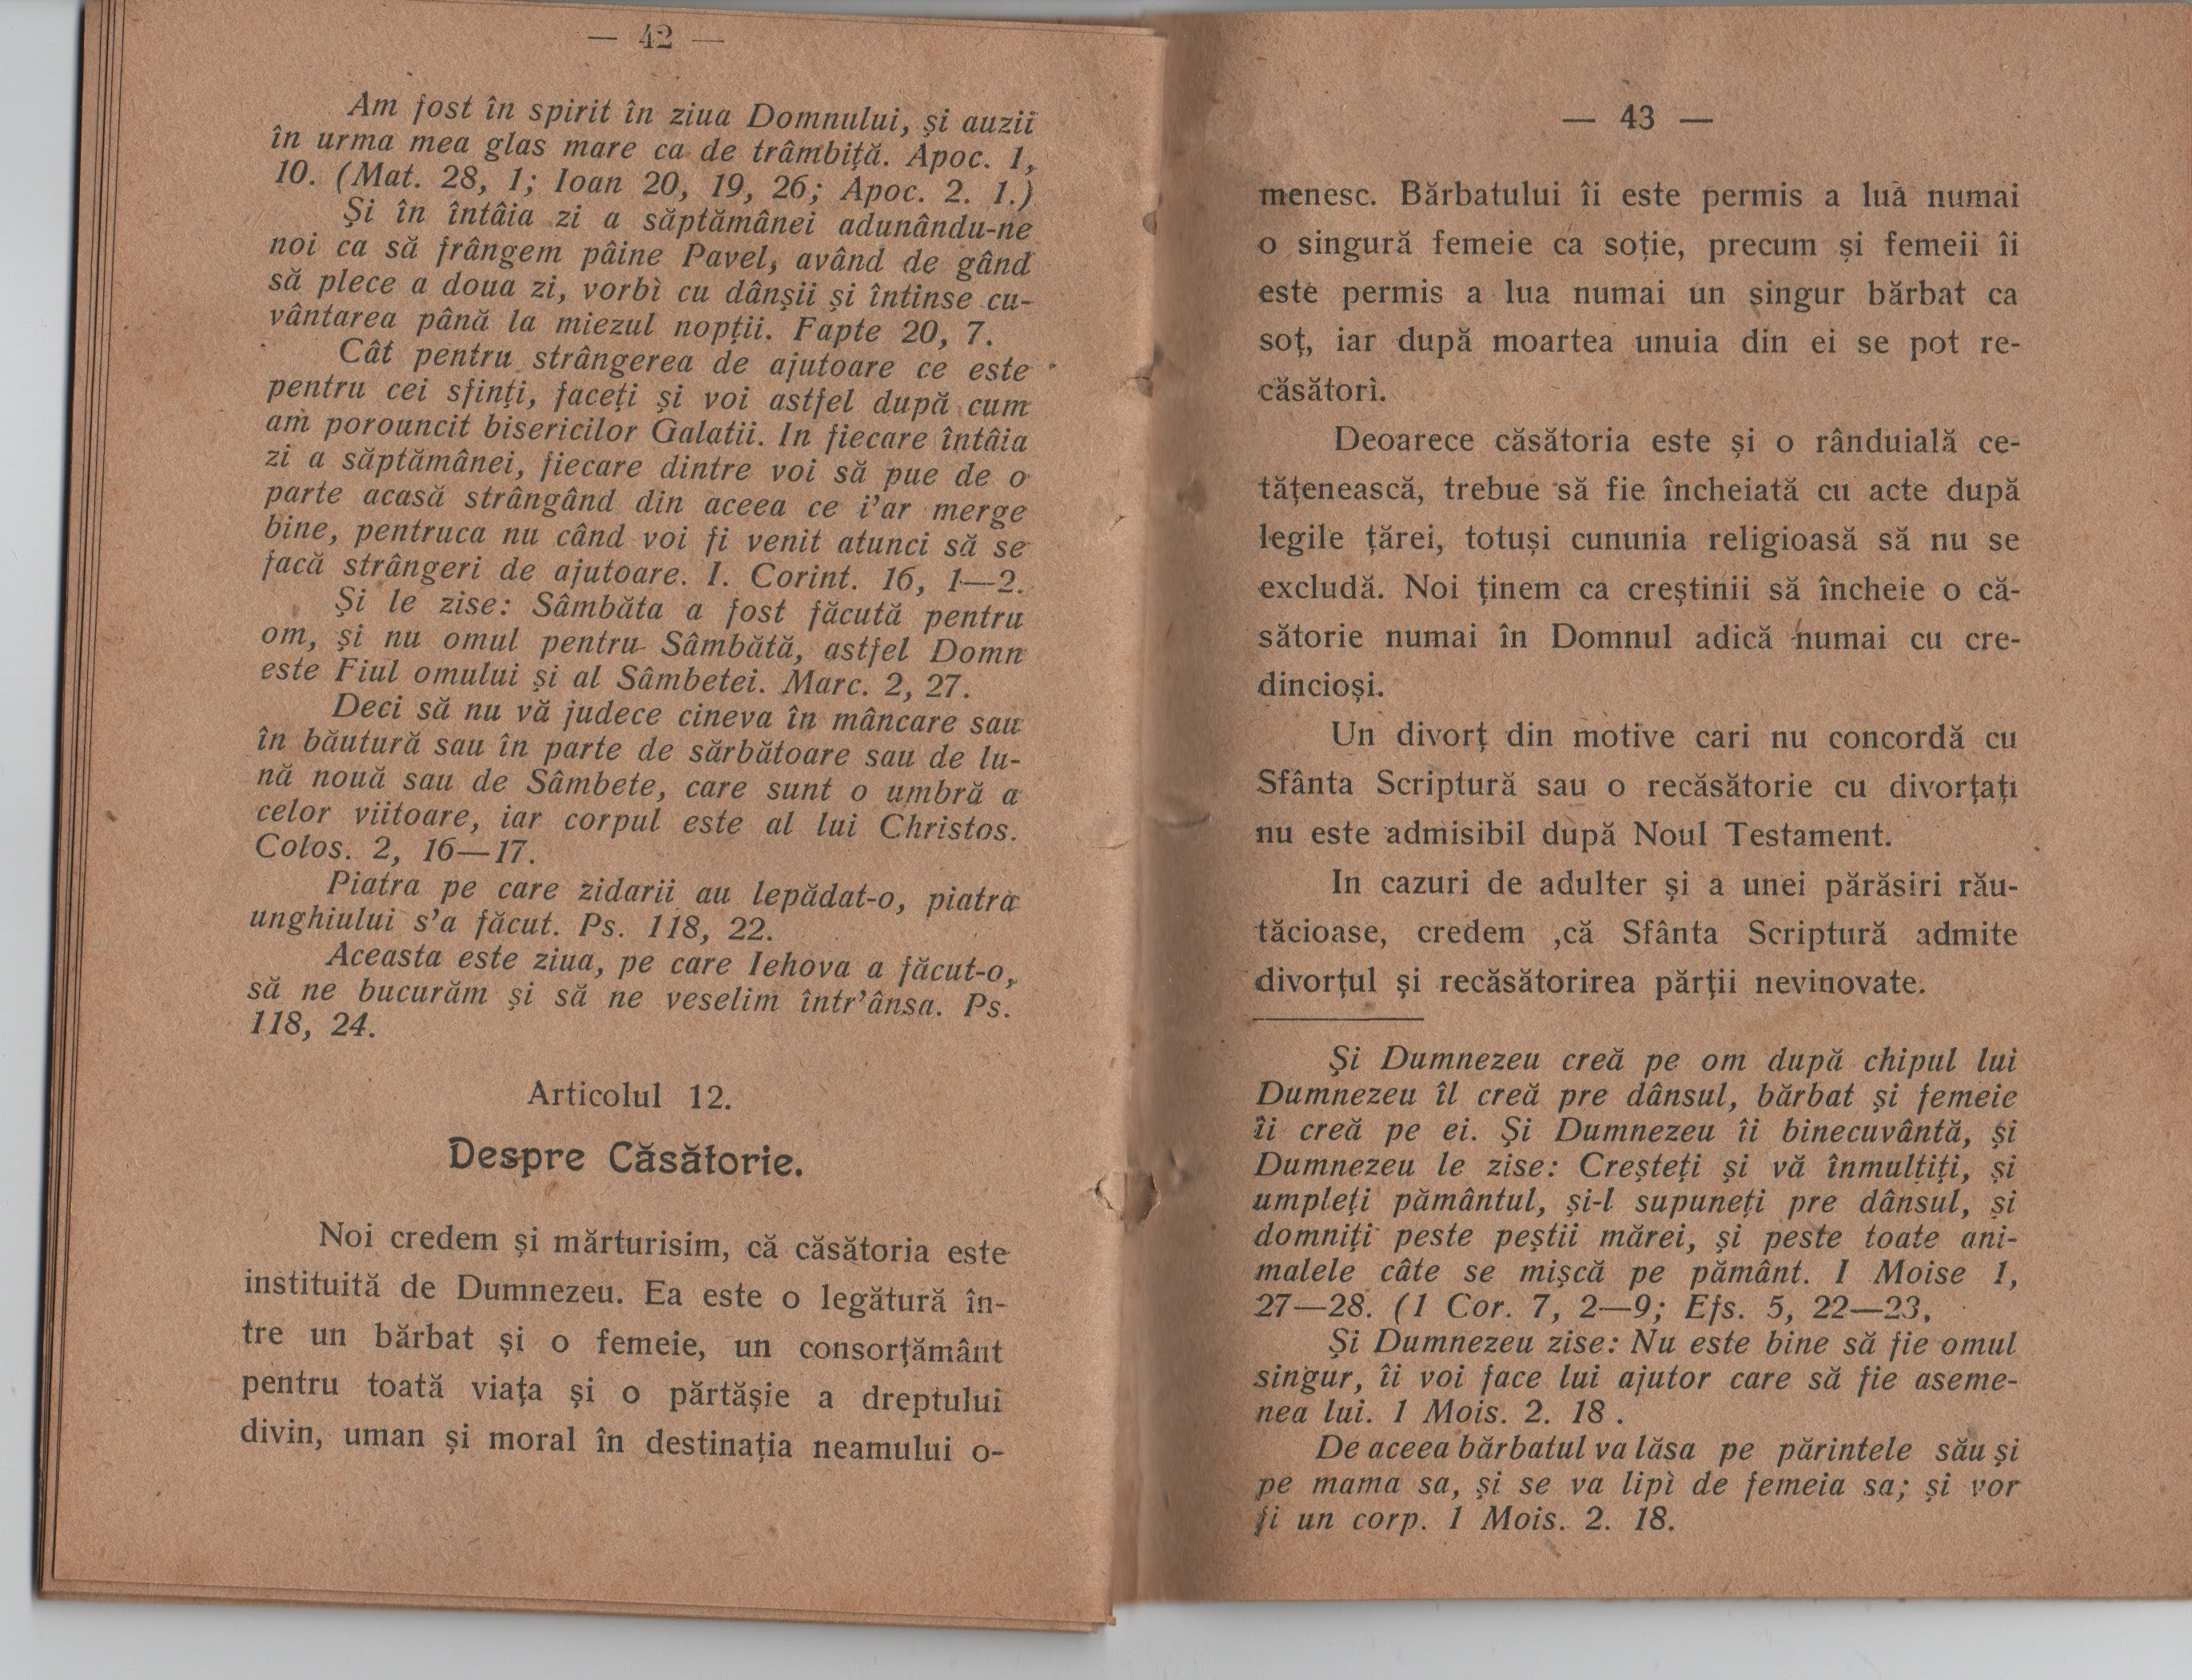 — 42 —
Am fost în spirit în ziua Domnului, și auzii
în urma mea glas mare ca de trâmbiță. Apoc. 1,
10. (Mat. 28, 1; Ioan 20, 19, 26; Apoc. 2. 1.)
Și în întâia zi a săptămânei adunându-ne
noi ca să frângem pâine Pavel, având de gând
să plece a doua zi, vorbì cu dânșii și întinse cu-
vântarea până la miezul nopții. Fapte 20, 7.
Cât pentru strângerea de ajutoare ce este
pentru cei sfinți, faceți și voi astfel după cum
am porouncit bisericilor Galatii. In fiecare întâia
zi a săptămânei, fiecare dintre voi să pue de o
parte acasă strângând din aceea ce i'ar merge
bine, pentruca nu când voi fi venit atunci să se
facă strângeri de ajutoare. I. Corint. 16, 1—2.
Și le zise: Sâmbăta a fost făcută pentru
om, și nu omul pentru Sâmbătă, astfel Domn
este Fiul omului și al Sâmbetei. Marc. 2, 27.
Deci să nu vă judece cineva în mâncare sau
în băutură sau în parte de sărbătoare sau de lu-
nă nouă sau de Sâmbete, care sunt o umbră a
celor viitoare, iar corpul este al lui Christos.
Colos. 2, 16—17.
Piatra pe care zidarii au lepădat-o, piatra
unghiului s'a făcut. Ps. 118, 22.
Aceasta este ziua, pe care Iehova a făcut-o,
să ne bucurăm și să ne veselim într'ânsa. Ps.
118, 24.
Articolul 12.
Despre Căsătorie.
Noi credem și mărturisim, că căsătoria este
instituită de Dumnezeu. Ea este o legătură în-
tre un bărbat și o femeie, un consorțământ
pentru toată viața și o părtășie a dreptului
divin, uman și moral în destinația neamului o-
— 43 —
menesc. Bărbatului îi este permis a luà numai
o singură femeie ca soție, precum și femeii îi
este permis a lua numai un singur bărbat ca
soț, iar după moartea unuia din ei se pot re-
căsătorì.
Deoarece căsătoria este și o rânduială ce-
tățenească, trebue să fie încheiată cu acte după
legile țărei, totuși cununia religioasă să nu se
excludă. Noi ținem ca creștinii să încheie o că-
sătorie numai în Domnul adică numai cu cre-
dincioși.
Un divorț din motive cari nu concordă cu
Sfânta Scriptură sau o recăsătorie cu divorțați
nu este admisibil după Noul Testament.
In cazuri de adulter și a unei părăsiri rău-
tăcioase, credem ,că Sfânta Scriptură admite
divorțul și recăsătorirea părții nevinovate.
Și Dumnezeu creă pe om după chipul lui
Dumnezeu îl creă pre dânsul, bărbat și femeie
îi creă pe ei. Și Dumnezeu îi binecuvântă, și
Dumnezeu le zise: Creșteți și vă înmulțiți, și
umpleți pământul, și-l supuneți pre dânsul, și
domniți peste peștii mărei, și peste toate ani-
malele câte se mișcă pe pământ. I Moise 1,
27—28. (1 Cor. 7, 2—9; Efs. 5, 22—23,
Și Dumnezeu zise: Nu este bine să fie omul
singur, îi voi face lui ajutor care să fie aseme-
nea lui. 1 Mois. 2. 18 .
De aceea bărbatul va lăsa pe părintele său și
pe mama sa, și se va lipì de femeia sa; și vor
fi un corp. 1 Mois. 2. 18.